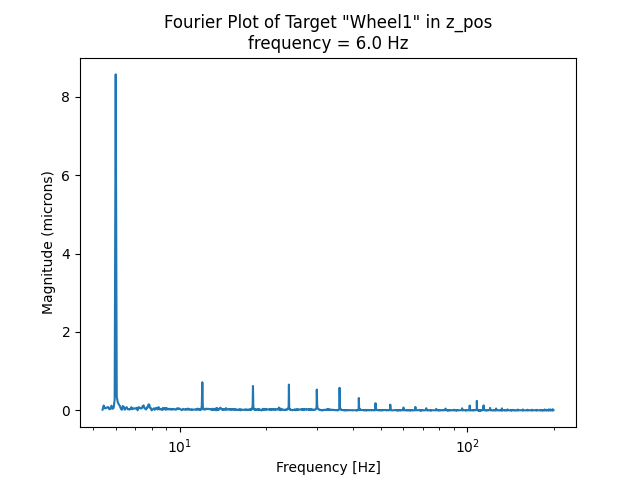 Fourier Plot of Target "Wheel1" in z_pos
frequency = 6.0 Hz
Magnitude (microns)
8
6
4
2
0
10¹
10²
Frequency [Hz]